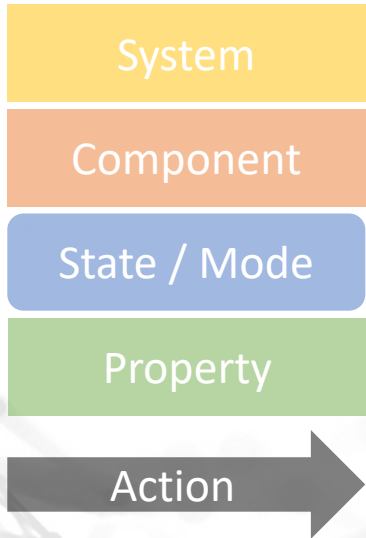 System
Component
State / Mode
Property
Action